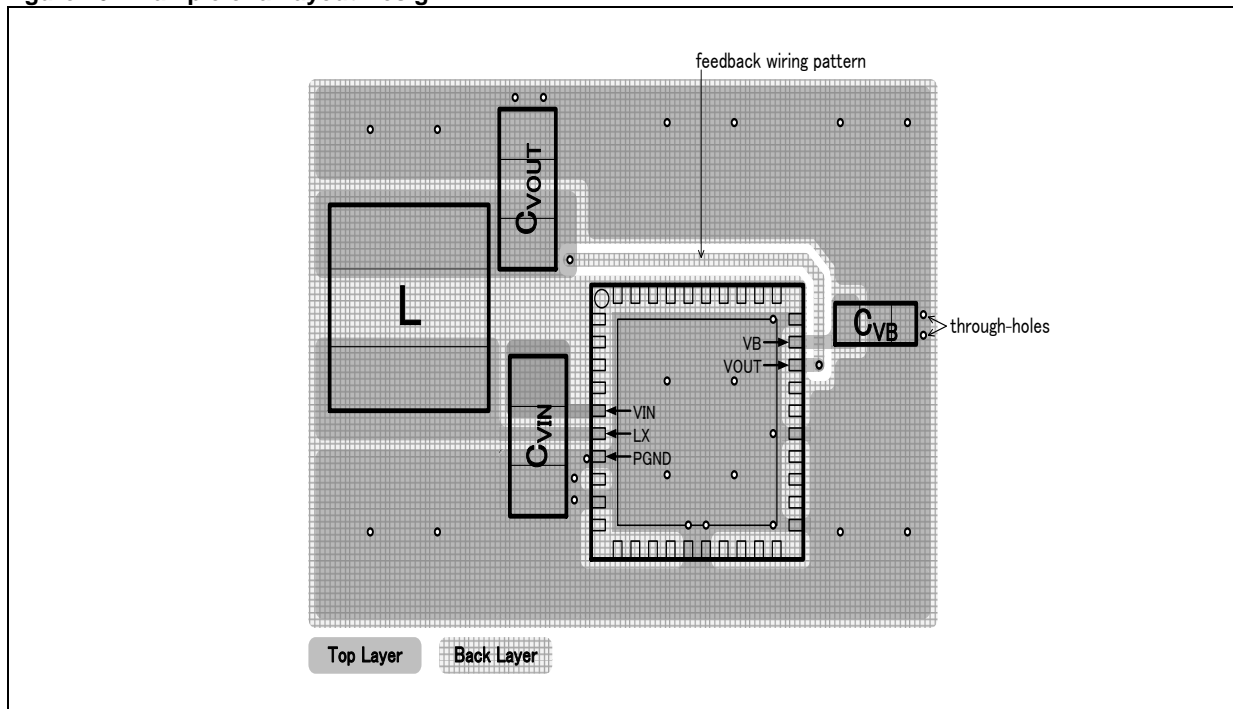 feedback wiring pattern
CVOUT
L
CVB
through-holes
VB
VOUT
VIN
LX
PGND
CVIN
Top Layer
Back Layer